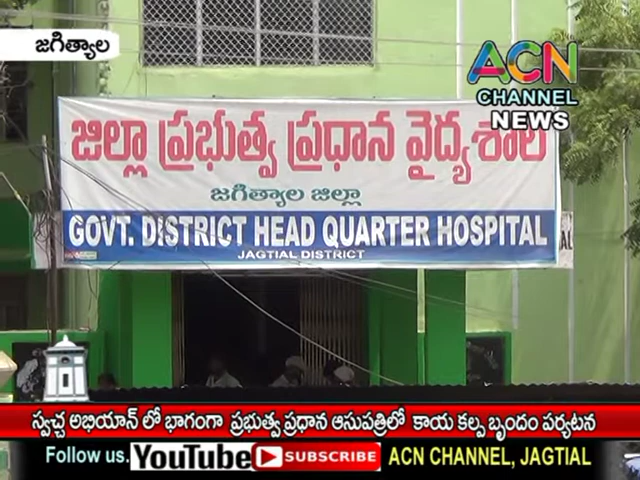 జగిత్యాల
ACN
CHANNEL
NEWS
జిల్లా ప్రభుత్వ ప్రధాన వైద్యశాల
జగిత్యాల జిల్లా
GOVT. DISTRICT HEAD QUARTER HOSPITAL
JAGTIAL DISTRICT
స్వచ్ఛ అభియాన్ లో భాగంగా ప్రభుత్వ ప్రధాన ఆసుపత్రిలో కాయ కల్ప బృందం పర్యటన
Follow us. YouTube SUBSCRIBE ACN CHANNEL, JAGTIAL